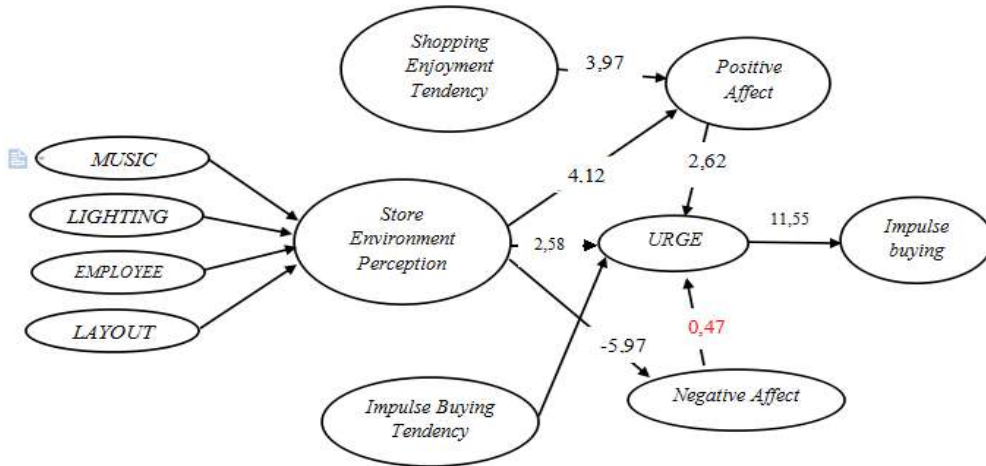 Shopping
Enjoyment
Tendency
3,97
Positive
Affect
MUSIC
4.12
2,62
LIGHTING
Store
Environment
Perception
2,58
URGE
11,55
Impulse
buying
EMPLOYEE
LAYOUT
-5,97
0,47
Impulse Buying
Tendency
Negative Affect